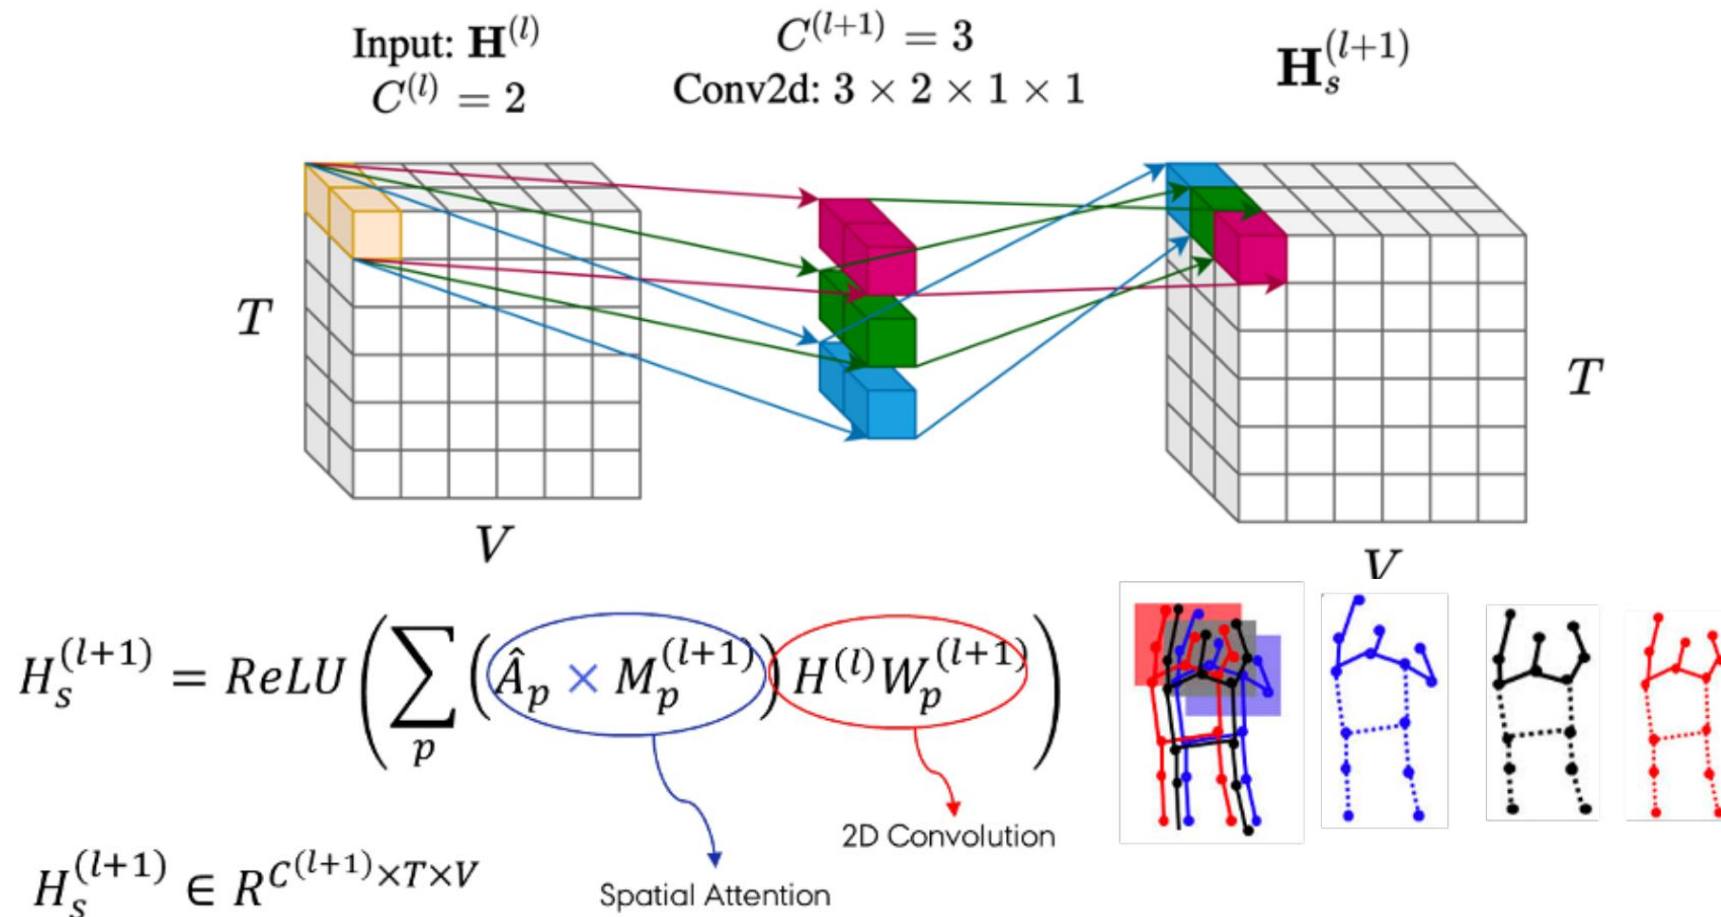 Input: H^{(l)}
C^{(l)} = 2
C^{(l+1)} = 3
Conv2d: 3 × 2 × 1 × 1
H_s^{(l+1)}
T
V
T
V
H_s^{(l+1)} = ReLU(∑_p((Â_p × M_p^{(l+1)}) H^{(l)}W_p^{(l+1)}))
2D Convolution
Spatial Attention
H_s^{(l+1)} ∈ R^{C^{(l+1)}×T×V}